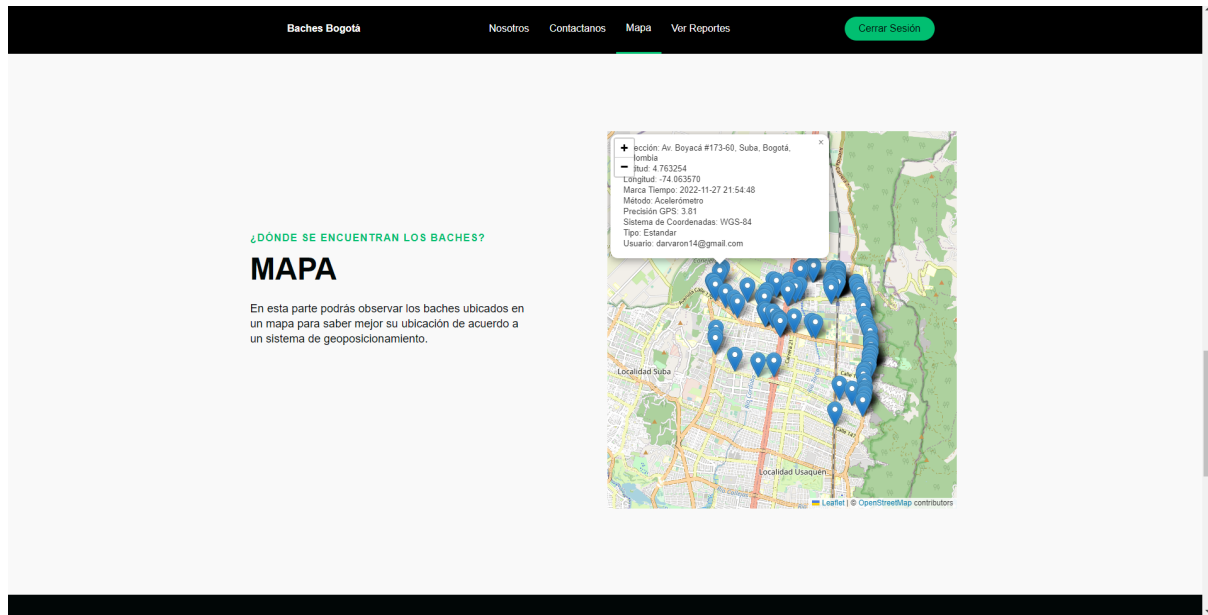 Baches Bogotá
Nosotros Contactanos Mapa Ver Reportes
Cerrar Sesión
¿DÓNDE SE ENCUENTRAN LOS BACHES?
MAPA
En esta parte podrás observar los baches ubicados en
un mapa para saber mejor su ubicación de acuerdo a
un sistema de geoposicionamiento.
+
−
×
Av. Boyacá #173-60, Suba, Bogotá,
4.763254
Longitud: -74.063570
Marca Tiempo: 2022-11-27 21:54:48
Método: Acelerómetro
Precisión GPS: 3.81
Sistema de Coordenadas: WGS-84
Tipo: Estandar
Usuario: darvaron14@gmail.com
Localidad Suba
Calle 147
Localidad Usaquén
Leaflet | © OpenStreetMap contributors